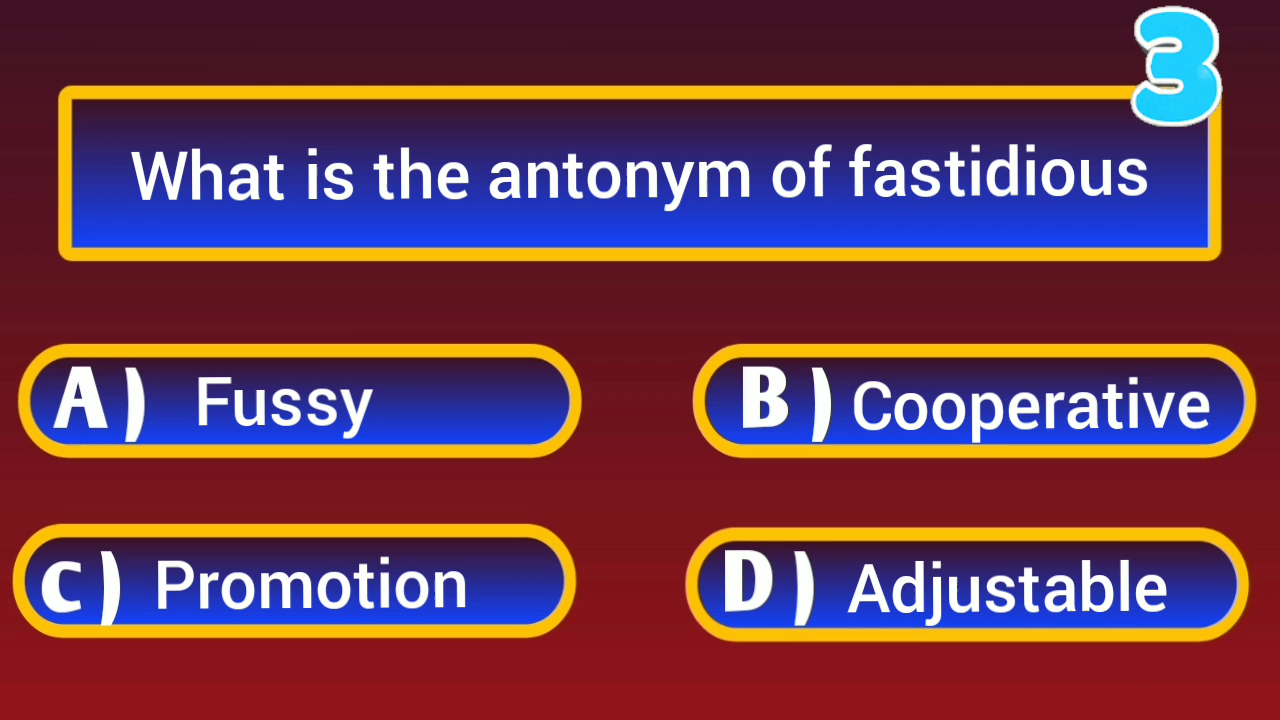 3
What is the antonym of fastidious
A) Fussy
B) Cooperative
C) Promotion
D) Adjustable